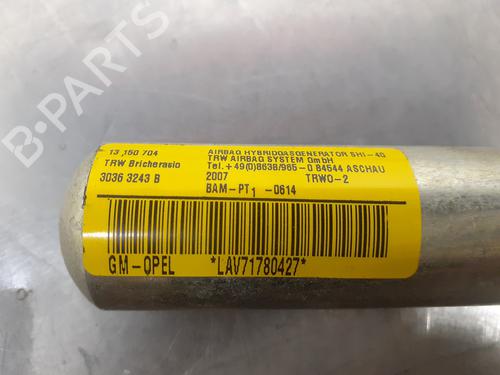 B-PARTS
13 150 704
TRW Bricherasio
3036 3243 B
AIRBAG HYBRIDGASGENERATOR SHI-40
TRW AIRBAG SYSTEM GmbH
Tel.+49(0)8638/965-0 84544 ASCHAU
2007 TRWO-2
BAM-PT1 -0614
GM-OPEL *LAV71780427*